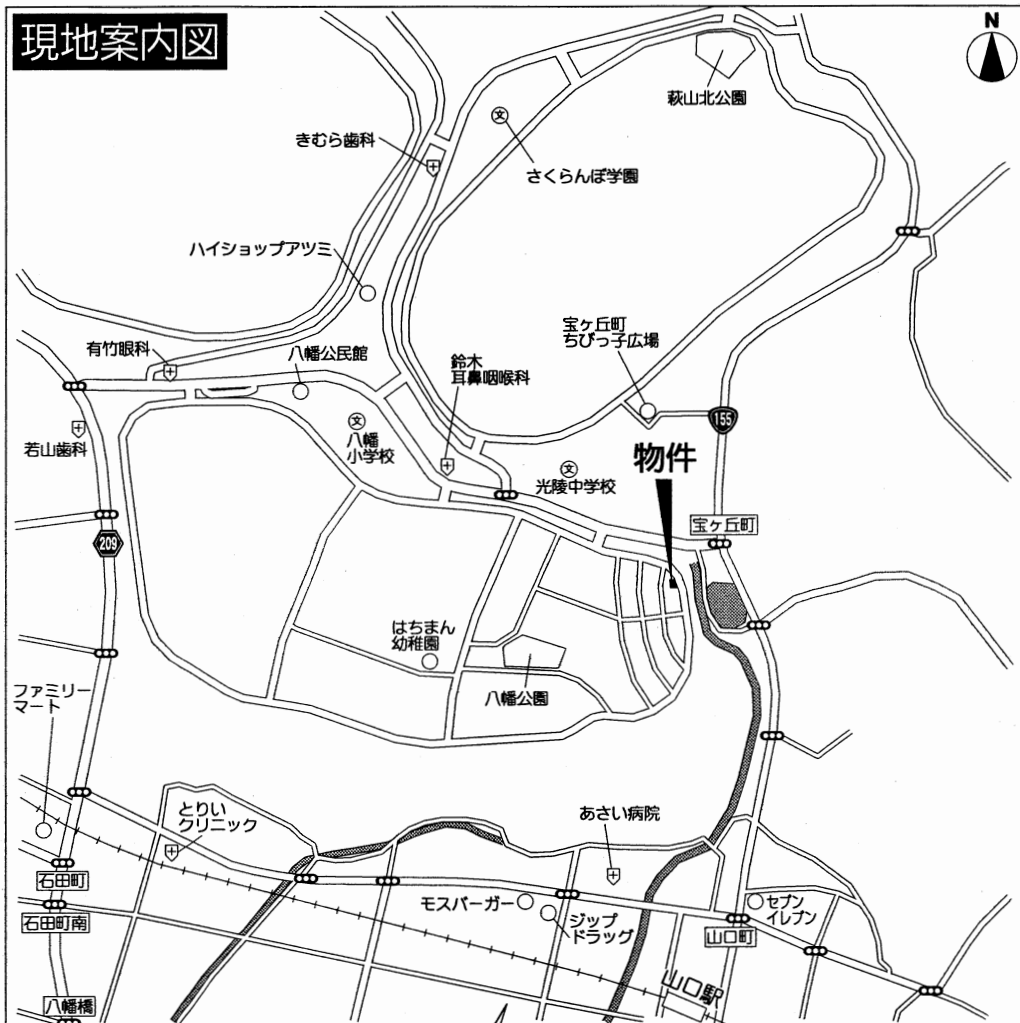 現地案内図
N
萩山北公園
きむら歯科
文
さくらんぼ学園
ハイショップアツミ
宝ヶ丘町
ちびっ子広場
有竹眼科
八幡公民館
鈴木
耳鼻咽喉科
155
若山歯科
文
八幡
小学校
物件
文
光陵中学校
宝ヶ丘町
209
はちまん
幼稚園
八幡公園
ファミリー
マート
とりい
クリニック
あさい病院
石田町
モスバーガー
セブン
イレブン
石田町南
ジップ
ドラッグ
山口町
山口駅
八幡橋